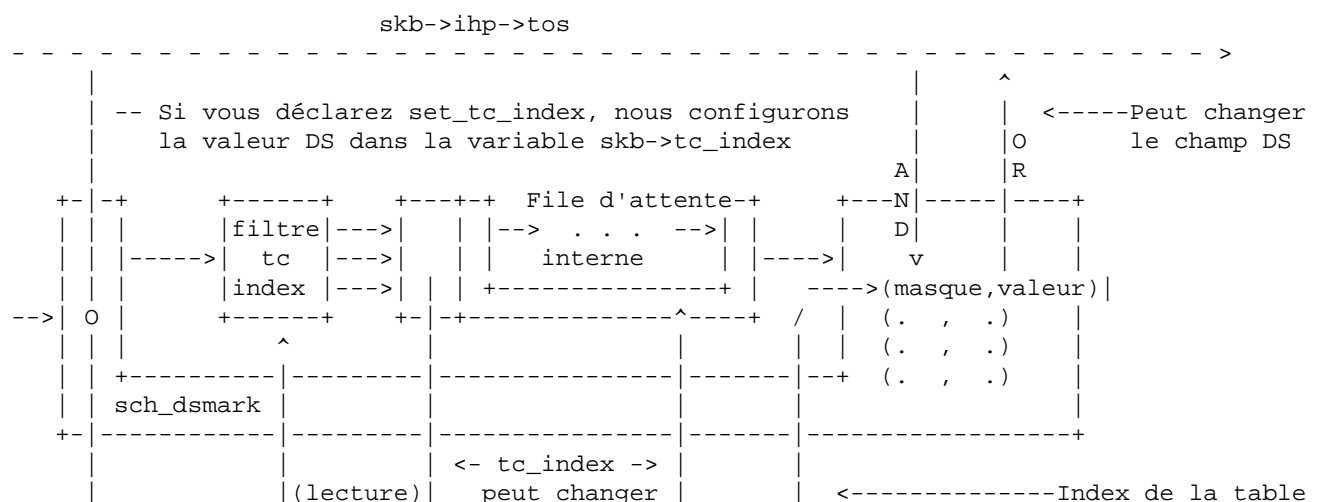 skb->ihp->tos
- - - - - - - - - - - - - - - - - - - - - - - - - - - - - - - - - - - - - - - - - >
-- Si vous déclarez set_tc_index, nous configurons <-----Peut changer
la valeur DS dans la variable skb->tc_index O le champ DS
A R
+-|-+ +------+ +---+-+ File d'attente-+ +---N|-----|----+
| | | |filtre|--->| | |--> . . . -->| | | D| | |
| | |----->| tc |--->| | | interne | |---->| v | |
| | | |index |--->| | | +---------------+ | ---->(masque,valeur)|
-->| O | +------+ +-|-+--------------^----+ / | (. , .) |
| | | ^ | | | | (. , .) |
| | +----------|---------|---------------|-------|--+ (. , .) |
| | sch_dsmark | | | | |
+-|------------|---------|---------------|-------|------------------+
| | | <- tc_index -> | |
| |(lecture)| peut changer | | <--------------Index de la table